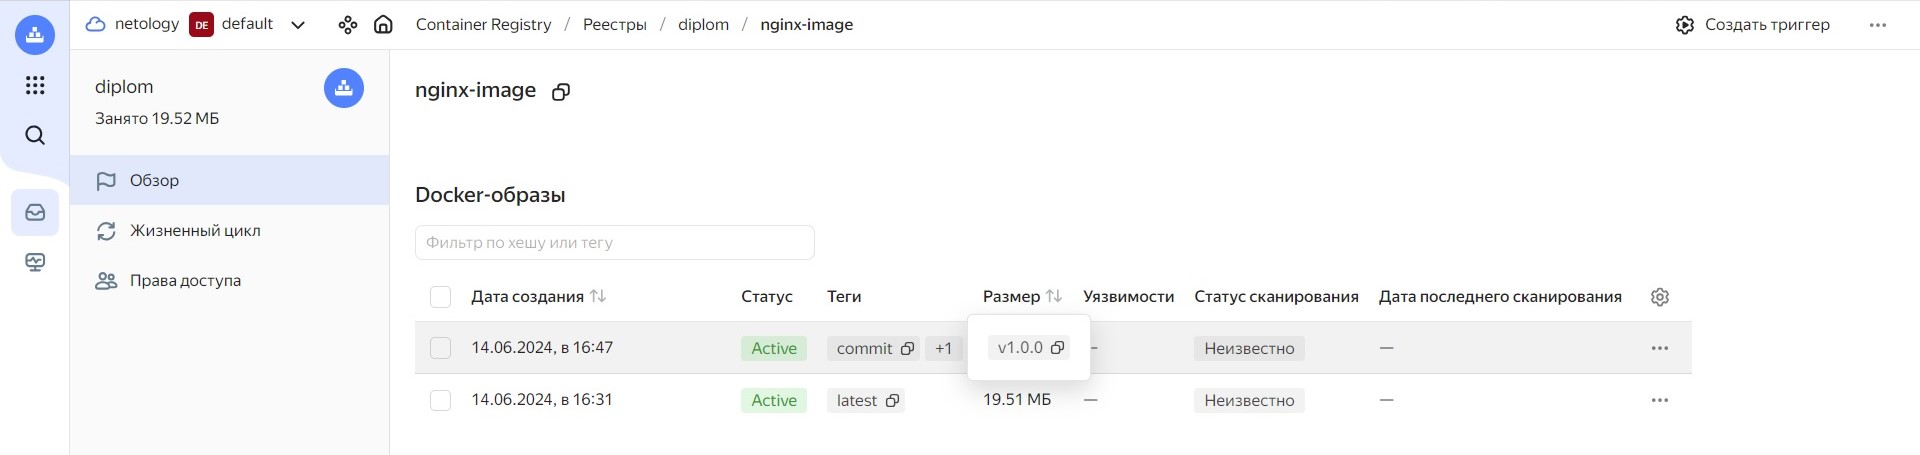 netology DE default Container Registry / Реестры / diplom / nginx-image Создать триггер
diplom
Занято 19.52 МБ
Обзор
Жизненный цикл
Права доступа
nginx-image
Docker-образы
Фильтр по хешу или тегу
Дата создания Статус Теги Размер Уязвимости Статус сканирования Дата последнего сканирования
14.06.2024, в 16:47 Active commit +1 v1.0.0 — Неизвестно —
14.06.2024, в 16:31 Active latest 19.51 МБ — Неизвестно —